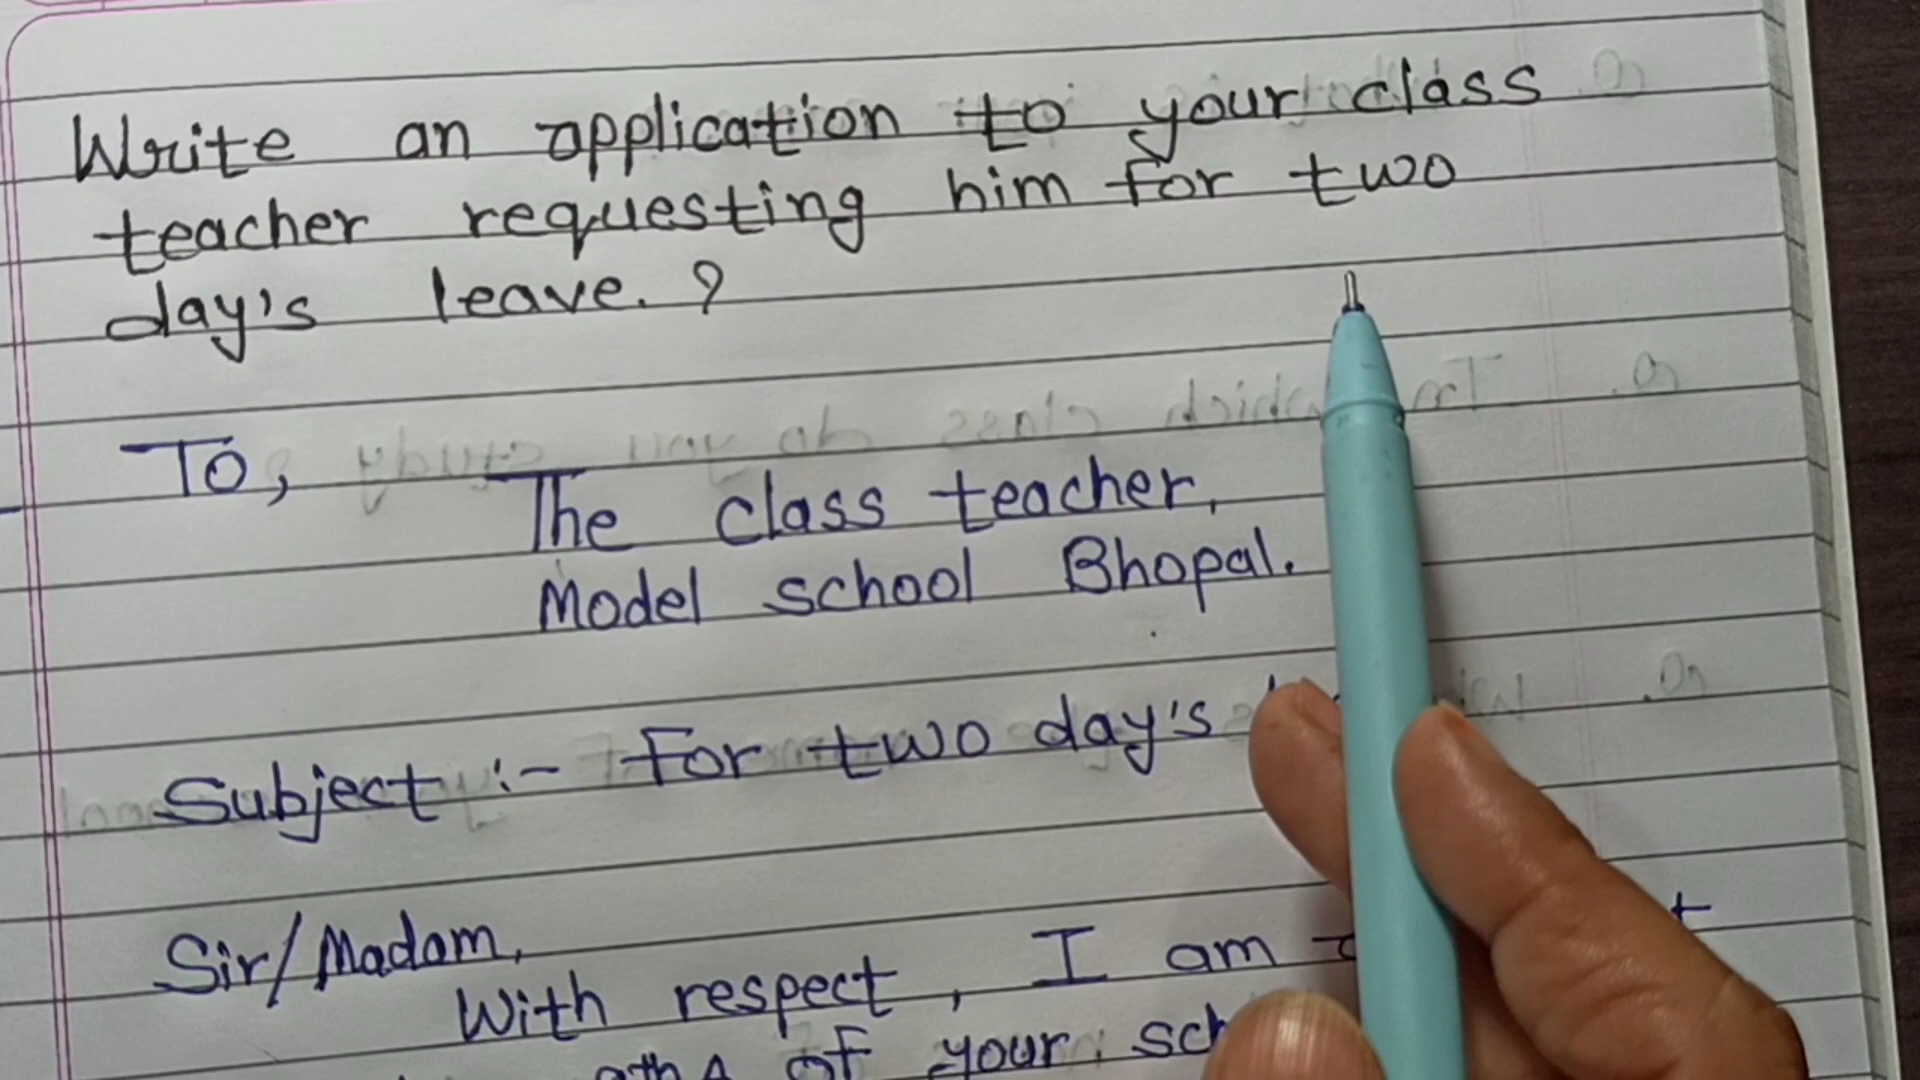 Write an application to your class
teacher requesting him for two
day's leave. ?
To,
The class teacher,
Model school Bhopal.
Subject :- For two day's
Sir/Madam,
With respect, I am
of your